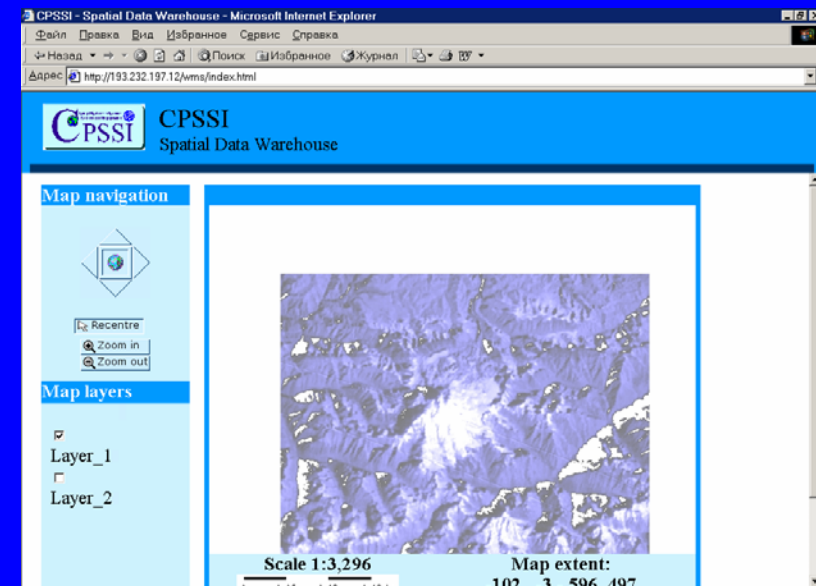 CPSSI - Spatial Data Warehouse - Microsoft Internet Explorer
Файл Правка Вид Избранное Сервис Справка
Назад Поиск Избранное Журнал
Адрес http://193.232.197.12/wms/index.html
CPSSI
CPSSI
Spatial Data Warehouse
Map navigation
Recentre
Zoom in
Zoom out
Map layers
Layer_1
Layer_2
Scale 1:3,296
Map extent: